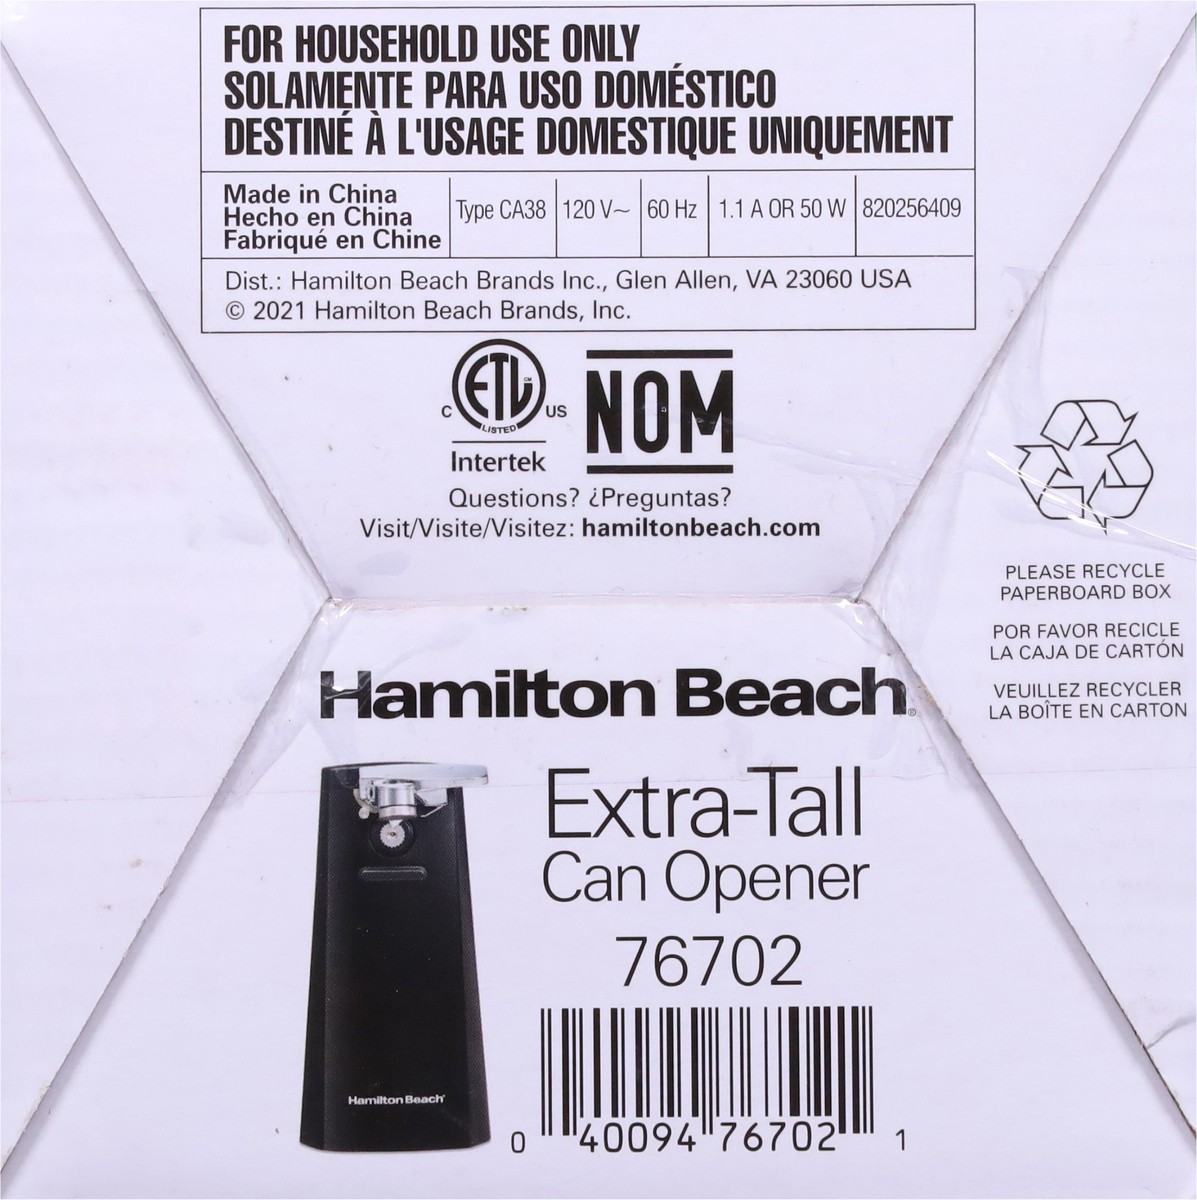 FOR HOUSEHOLD USE ONLY
SOLAMENTE PARA USO DOMÉSTICO
DESTINÉ À L'USAGE DOMESTIQUE UNIQUEMENT
Made in China
Hecho en China
Fabriqué en Chine
Type CA38
120 V~
60 Hz
1.1 A OR 50 W
820256409
Dist.: Hamilton Beach Brands Inc., Glen Allen, VA 23060 USA
© 2021 Hamilton Beach Brands, Inc.
C ETL CM US
LISTED
Intertek
NOM
Questions? ¿Preguntas?
Visit/Visite/Visitez: hamiltonbeach.com
PLEASE RECYCLE
PAPERBOARD BOX
POR FAVOR RECICLE
LA CAJA DE CARTÓN
VEUILLEZ RECYCLER
LA BOÎTE EN CARTON
Hamilton Beach®
Extra-Tall
Can Opener
76702
Hamilton Beach
0 40094 76702 1